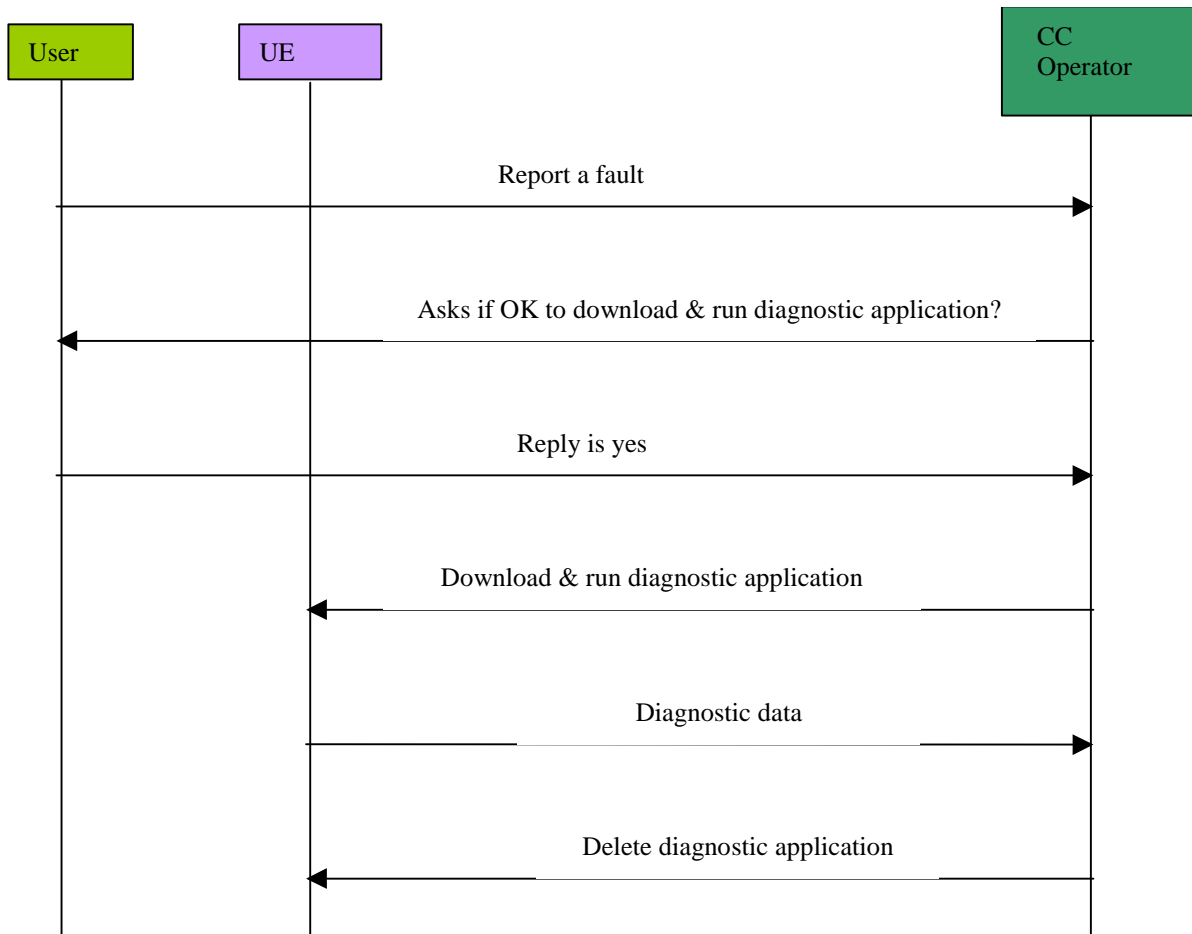 User
UE
CC
Operator
Report a fault
Asks if OK to download & run diagnostic application?
Reply is yes
Download & run diagnostic application
Diagnostic data
Delete diagnostic application